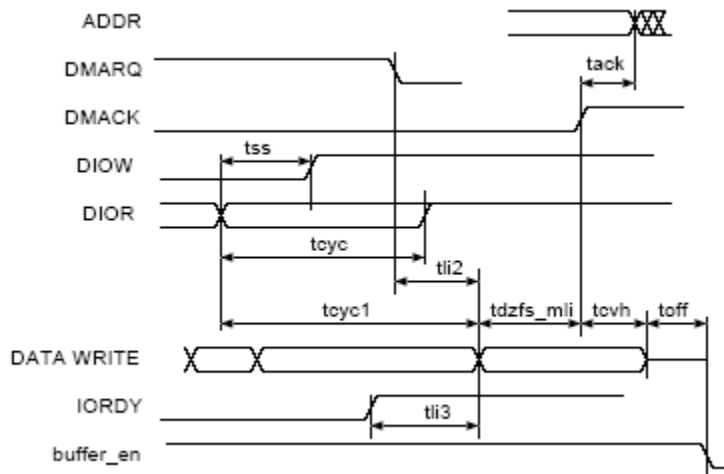 ADDR
DMARQ
tack
DMACK
tss
DIOW
DIOR
tcyc
tli2
tcyc1 tdzfs_mli tcvh toff
DATA WRITE
IORDY
tli3
buffer_en